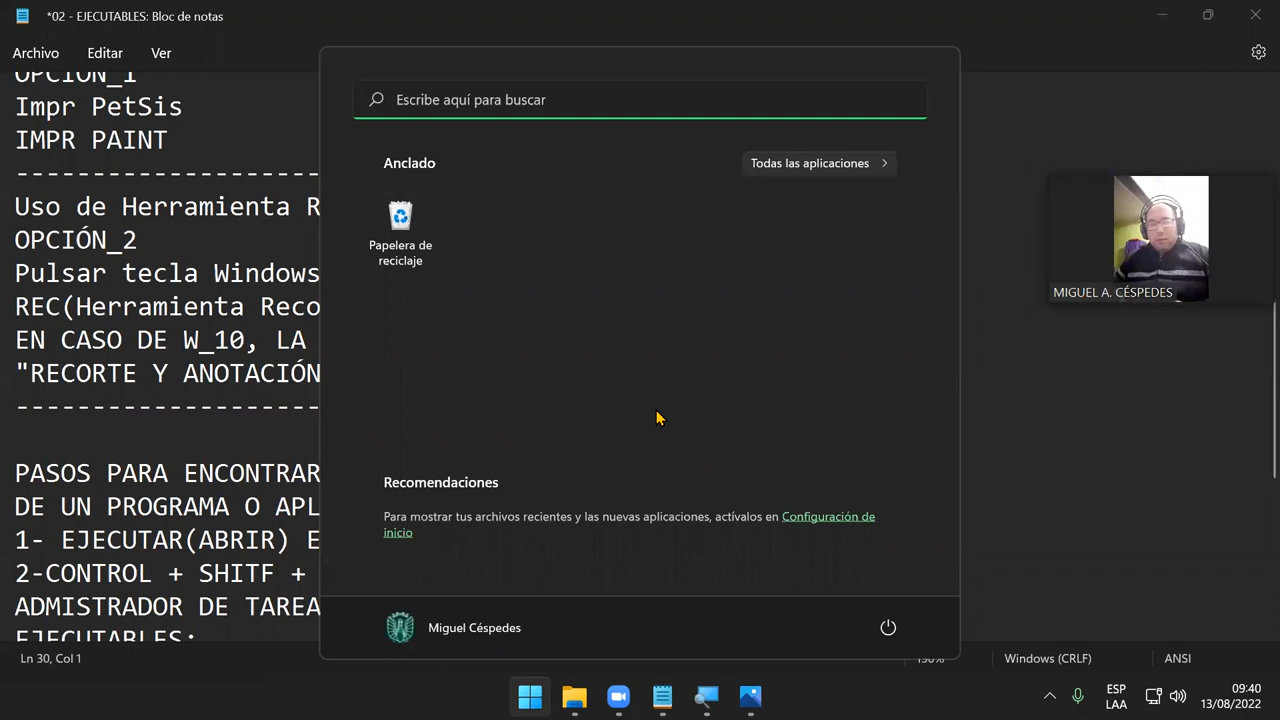 *02 - EJECUTABLES: Bloc de notas
Archivo Editar Ver
OPCIÓN_1
Impr PetSis
IMPR PAINT
--------------------
Uso de Herramienta R
OPCIÓN_2
Pulsar tecla Windows
REC(Herramienta Reco
EN CASO DE W_10, LA
"RECORTE Y ANOTACIÓN
--------------------
PASOS PARA ENCONTRAR
DE UN PROGRAMA O APL
1- EJECUTAR(ABRIR) E
2-CONTROL + SHITF +
ADMISTRADOR DE TAREA
EJECUTABLES:
Escribe aquí para buscar
Anclado
Todas las aplicaciones
Papelera de
reciclaje
Recomendaciones
Para mostrar tus archivos recientes y las nuevas aplicaciones, actívalos en Configuración de
inicio
Miguel Céspedes
MIGUEL A. CÉSPEDES
Ln 30, Col 1
150%
Windows (CRLF)
ANSI
ESP
LAA
09:40
13/08/2022